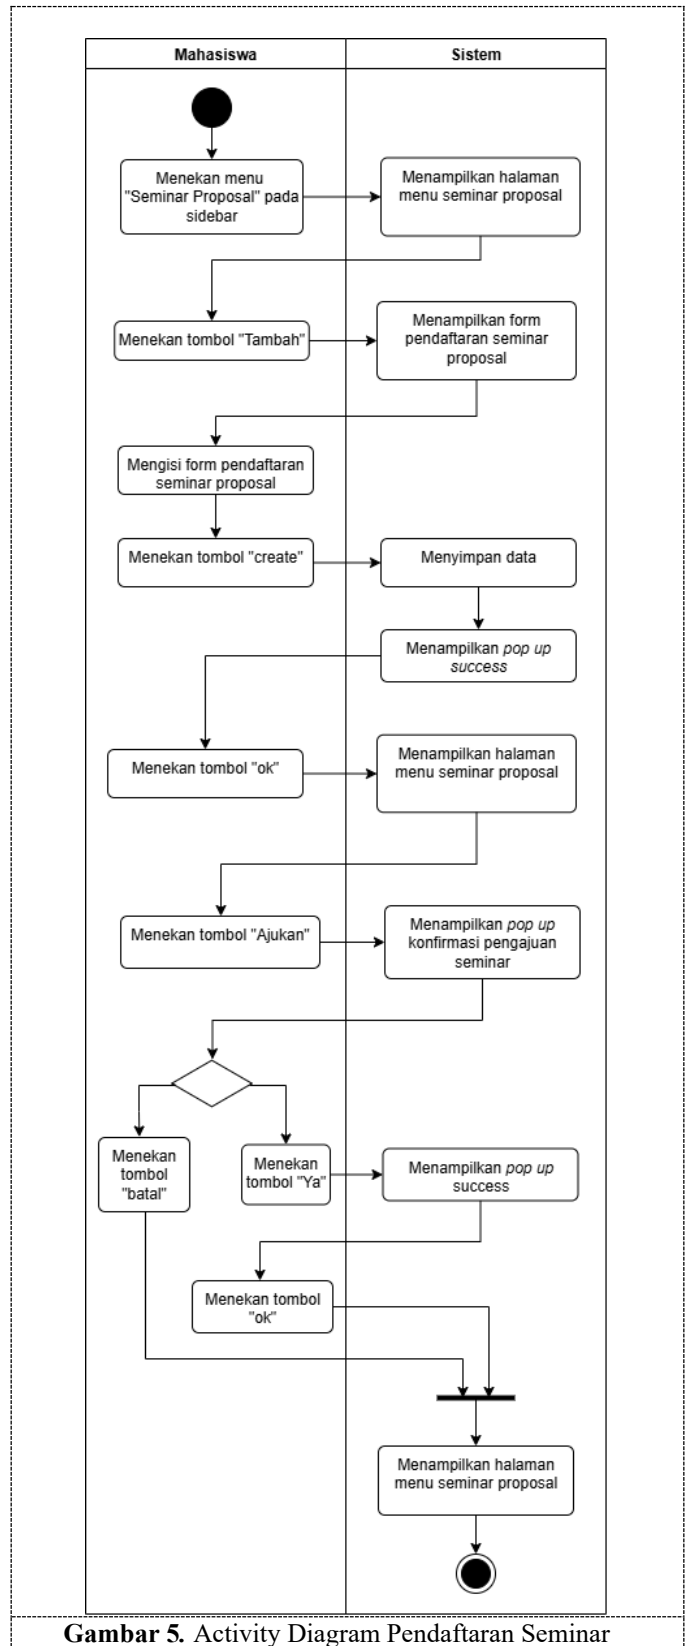 Mahasiswa
Sistem
Menekan menu
"Seminar Proposal" pada
sidebar
Menampilkan halaman
menu seminar proposal
Menekan tombol "Tambah"
Menampilkan form
pendaftaran seminar
proposal
Mengisi form pendaftaran
seminar proposal
Menekan tombol "create"
Menyimpan data
Menampilkan pop up
success
Menekan tombol "ok"
Menampilkan halaman
menu seminar proposal
Menekan tombol "Ajukan"
Menampilkan pop up
konfirmasi pengajuan
seminar
Menekan
tombol
"batal"
Menekan
tombol "Ya"
Menampilkan pop up
success
Menekan tombol
"ok"
Menampilkan halaman
menu seminar proposal
Gambar 5. Activity Diagram Pendaftaran Seminar